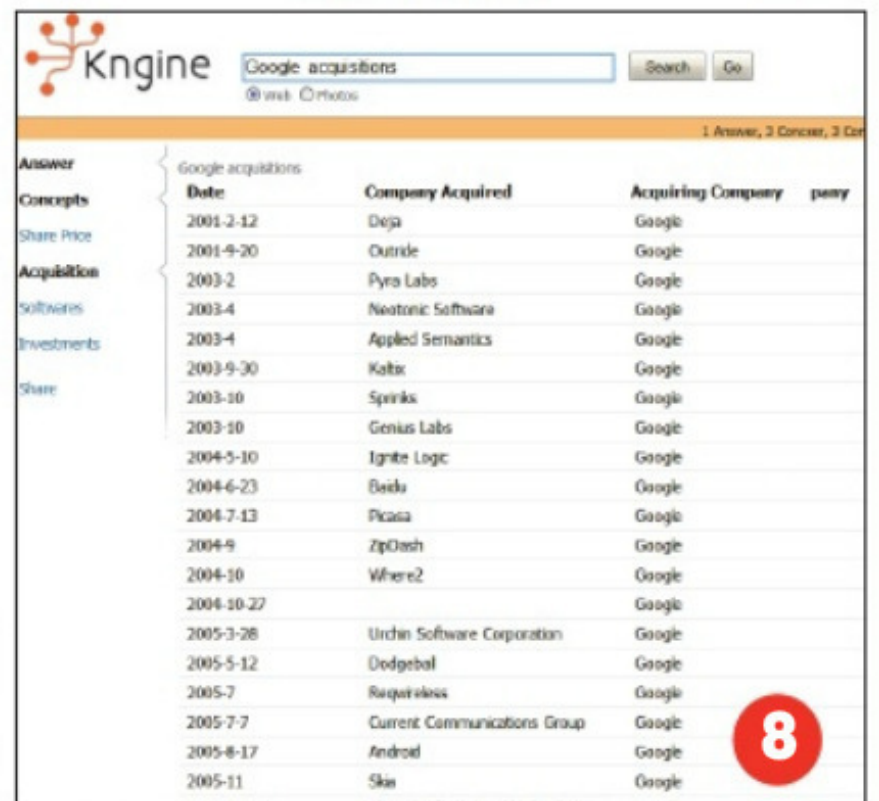 Kngine
Google acquisitions
Search Go
Web Photos
1 Answer, 3 Concept, 3 Con
Answer
Concepts
Share Price
Acquisition
Softwares
Investments
Share
Google acquisitions
Date Company Acquired Acquiring Company pany
2001-2-12 Deja Google
2001-9-20 Outride Google
2003-2 Pyra Labs Google
2003-4 Neotonic Software Google
2003-4 Applied Semantics Google
2003-9-30 Kaltix Google
2003-10 Sprinks Google
2003-10 Genius Labs Google
2004-5-10 Ignite Logic Google
2004-6-23 Baidu Google
2004-7-13 Picasa Google
2004-9 ZipDash Google
2004-10 Where2 Google
2004-10-27 Google
2005-3-28 Urchin Software Corporation Google
2005-5-12 Dodgeball Google
2005-7 Reqwireless Google
2005-7-7 Current Communications Group Google
2005-8-17 Android Google
2005-11 Skia Google
8